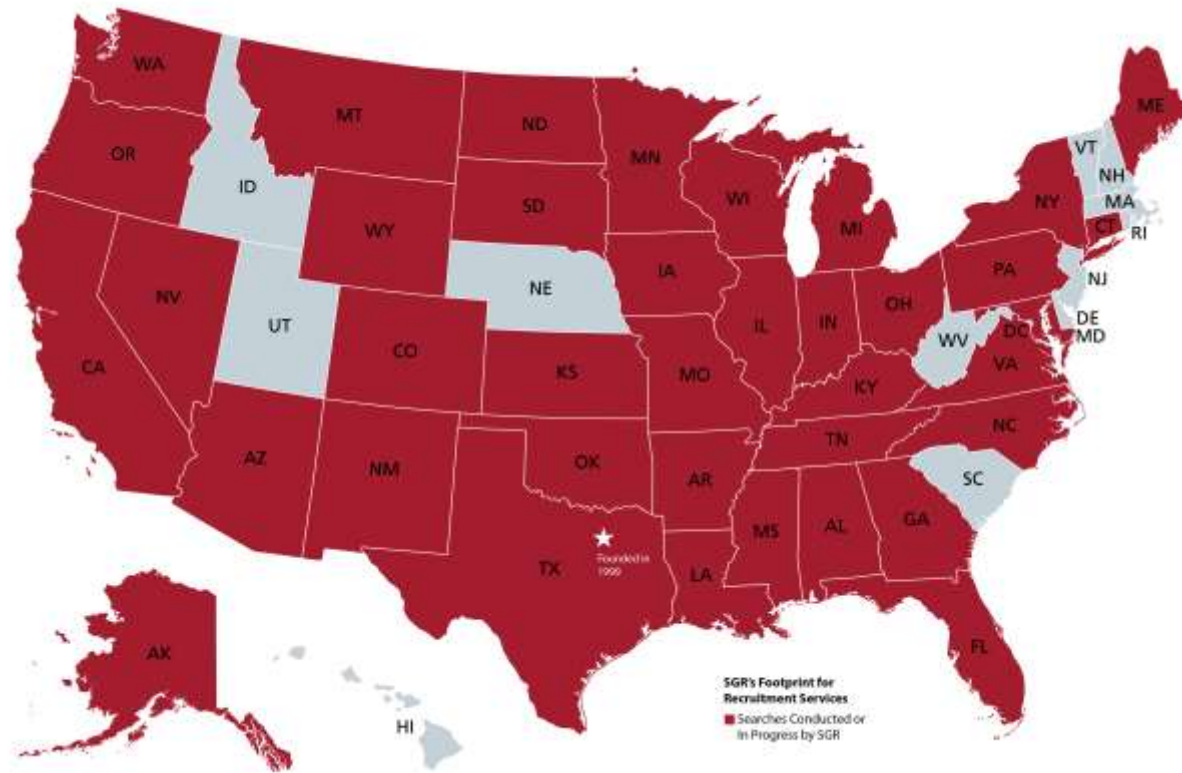 WA
MT
ND
MN
ME
OR
ID
SD
WI
VT
NH
MA
NY
CT
RI
WY
MI
IA
PA
NJ
NV
NE
OH
UT
IL
IN
DE
MD
DC
WV
CO
VA
CA
KS
MO
KY
NC
TN
AZ
NM
OK
AR
SC
GA
MS
AL
TX
Founded in
1999
LA
FL
AK
HI
SGR's Footprint for
Recruitment Services
Searches Conducted or
In Progress by SGR